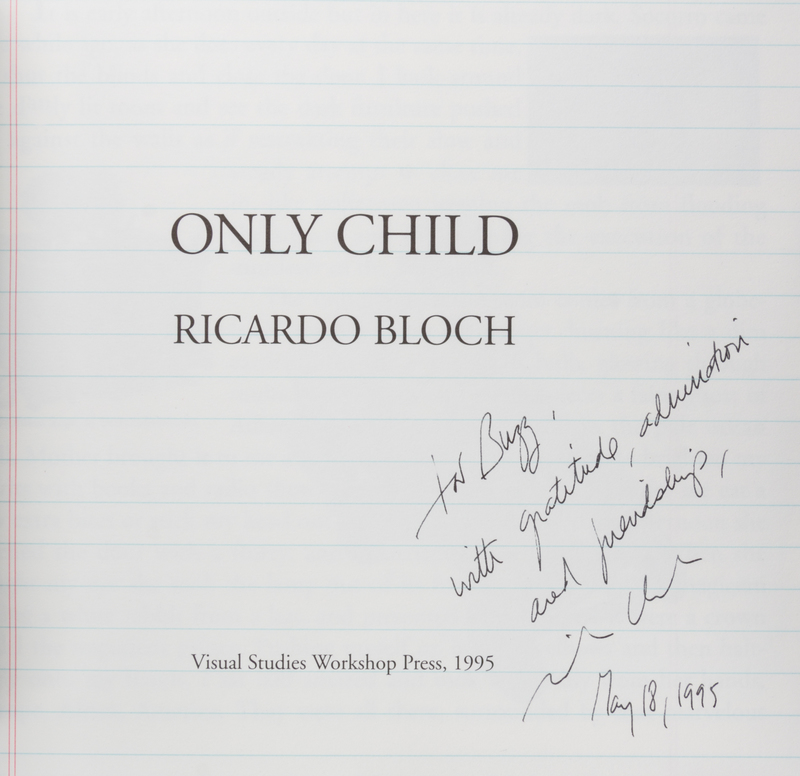 ONLY CHILD
RICARDO BLOCH
for Buzz,
with gratitude, admiration
and friendship,
Visual Studies Workshop Press, 1995
May 18, 1995